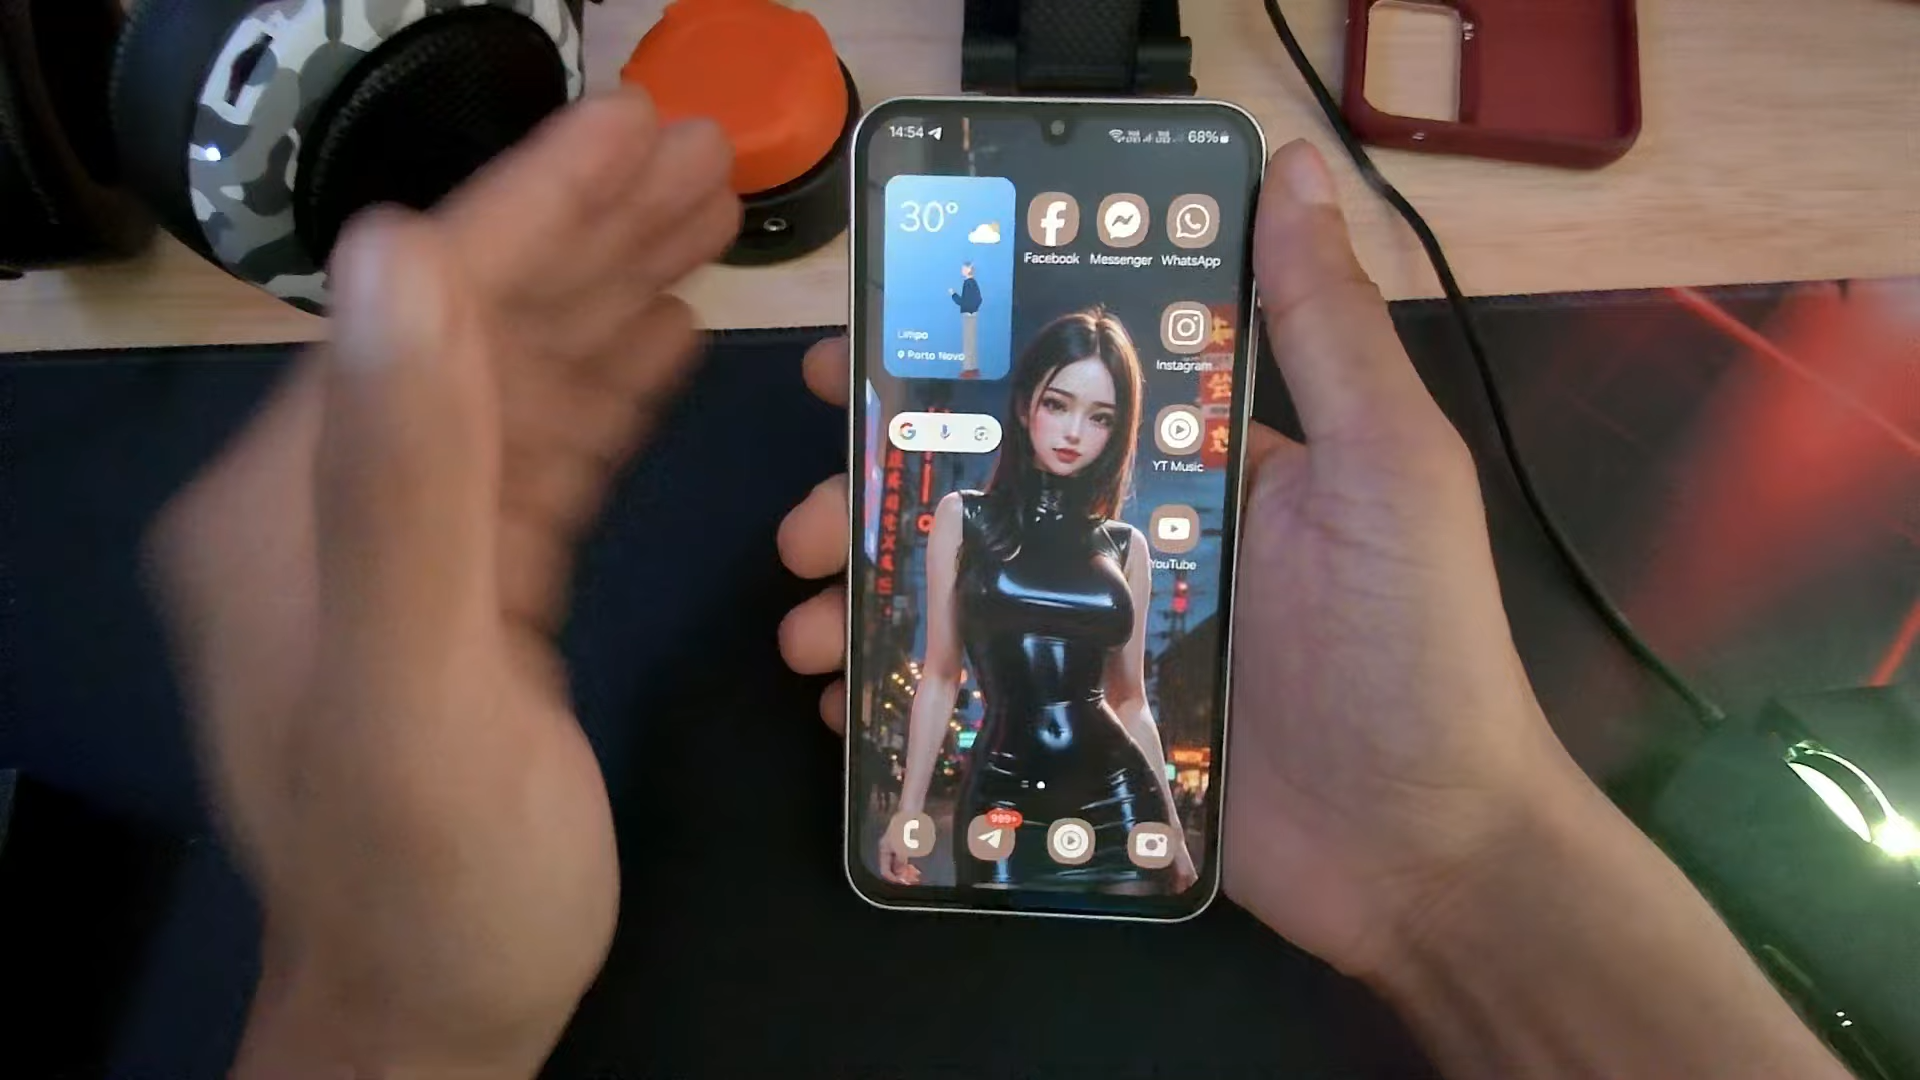 14:54
68%
30°
Limpo
Porto Novo
Facebook
Messenger
WhatsApp
Instagram
YT Music
YouTube
999+